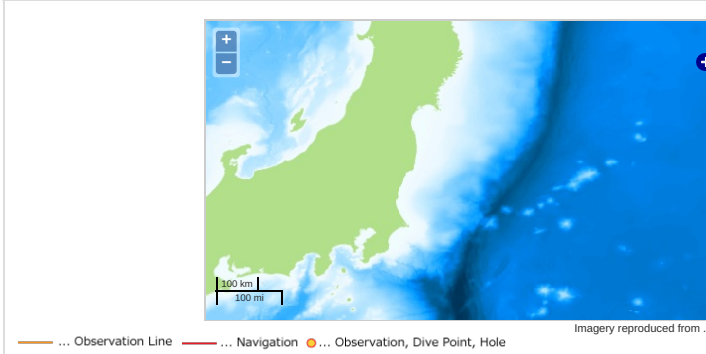 +
−
100 km
100 mi
Imagery reproduced from .
... Observation Line ... Navigation ... Observation, Dive Point, Hole